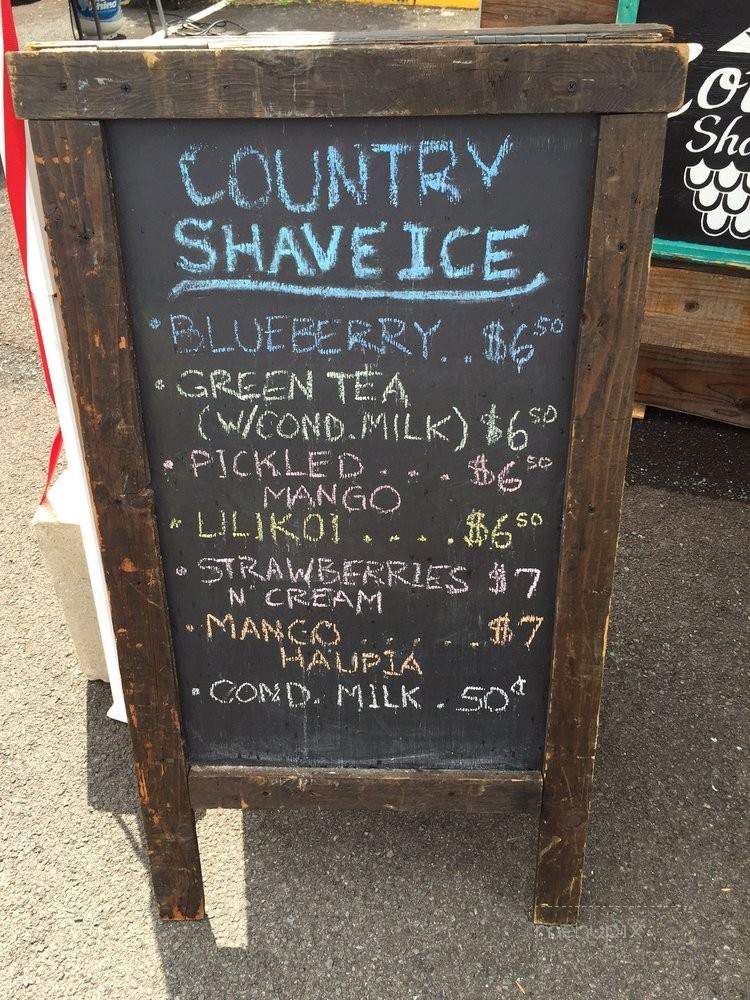 COUNTRY
SHAVE ICE
• BLUEBERRY.. $6 50
• GREEN TEA
(W/COND. MILK) $6 50
• PICKLED... $6 50
MANGO
• LILIKOI..... $6 50
• STRAWBERRIES $7
N' CREAM
• MANGO...... $7
HAUPIA
• COND. MILK. 50¢
menupix